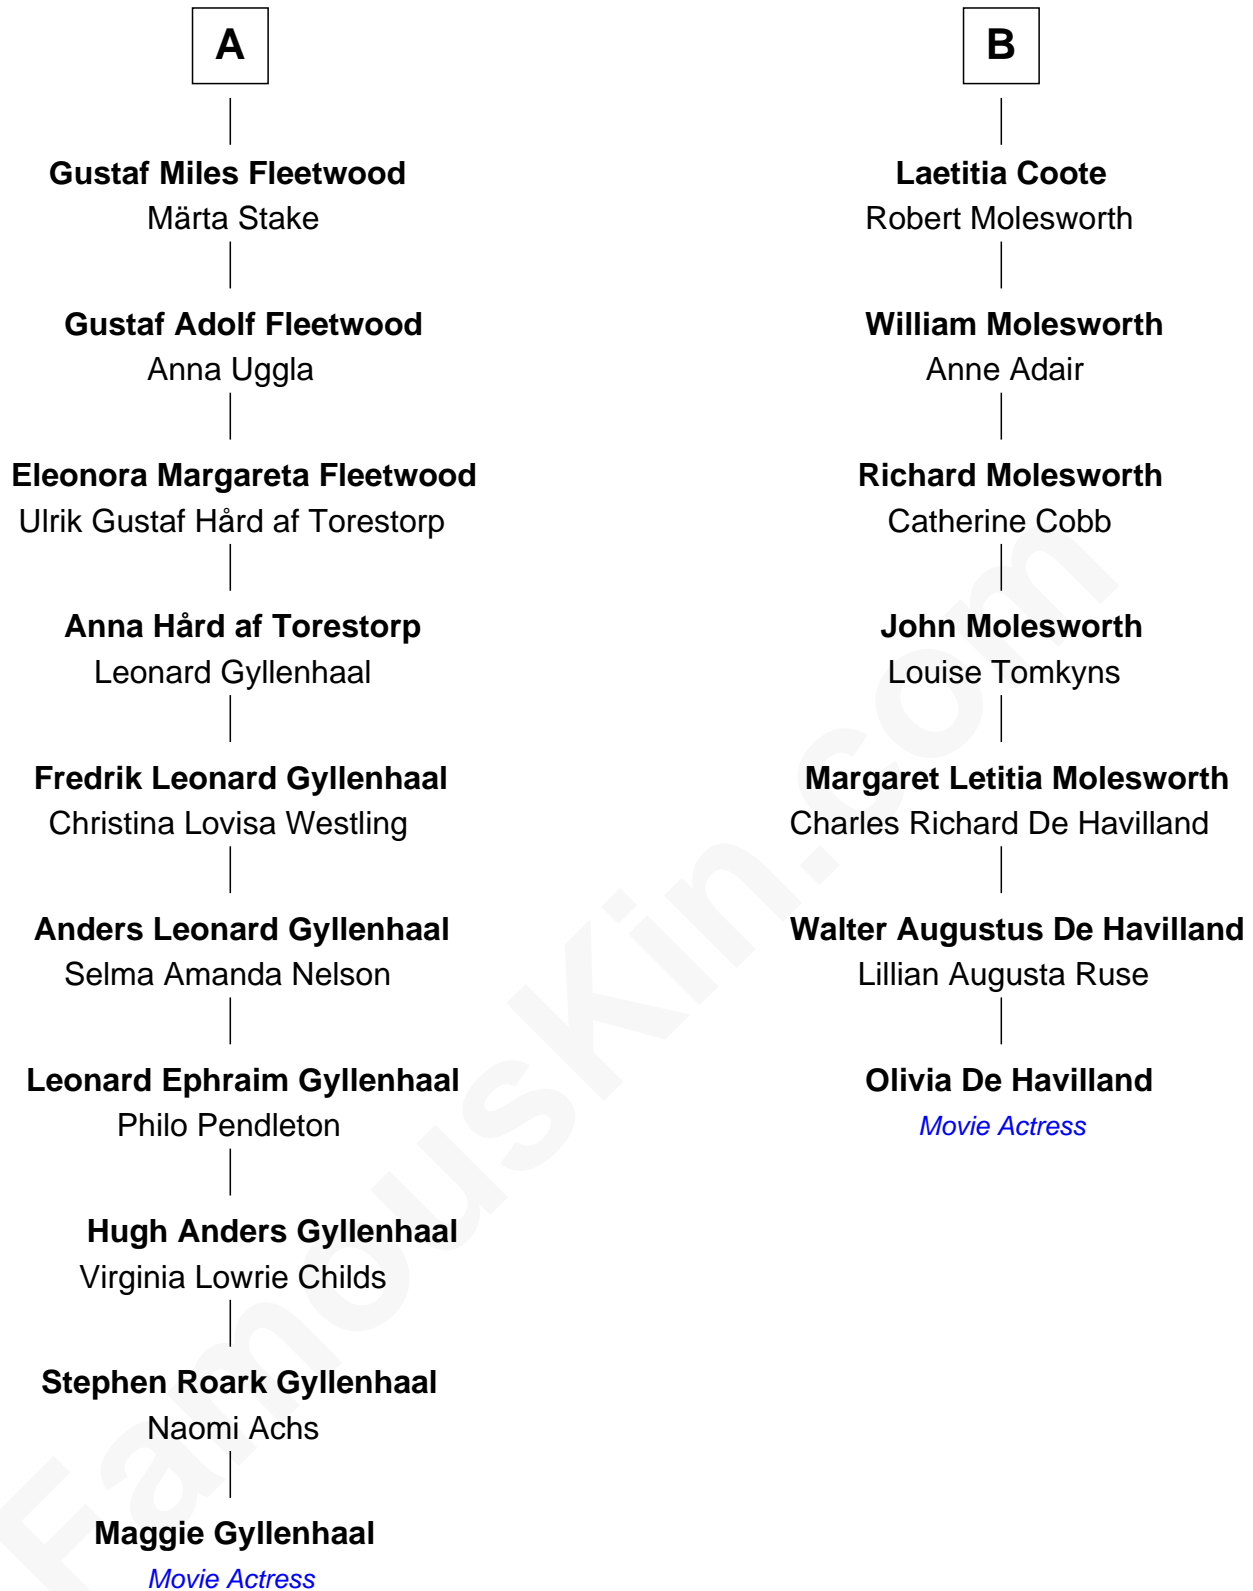 A
Gustaf Miles Fleetwood
Märta Stake
Gustaf Adolf Fleetwood
Anna Uggla
Eleonora Margareta Fleetwood
Ulrik Gustaf Hård af Torestorp
Anna Hård af Torestorp
Leonard Gyllenhaal
Fredrik Leonard Gyllenhaal
Christina Lovisa Westling
Anders Leonard Gyllenhaal
Selma Amanda Nelson
Leonard Ephraim Gyllenhaal
Philo Pendleton
Hugh Anders Gyllenhaal
Virginia Lowrie Childs
Stephen Roark Gyllenhaal
Naomi Achs
Maggie Gyllenhaal
Movie Actress
B
Laetitia Coote
Robert Molesworth
William Molesworth
Anne Adair
Richard Molesworth
Catherine Cobb
John Molesworth
Louise Tomkyns
Margaret Letitia Molesworth
Charles Richard De Havilland
Walter Augustus De Havilland
Lillian Augusta Ruse
Olivia De Havilland
Movie Actress
FamousKin.com